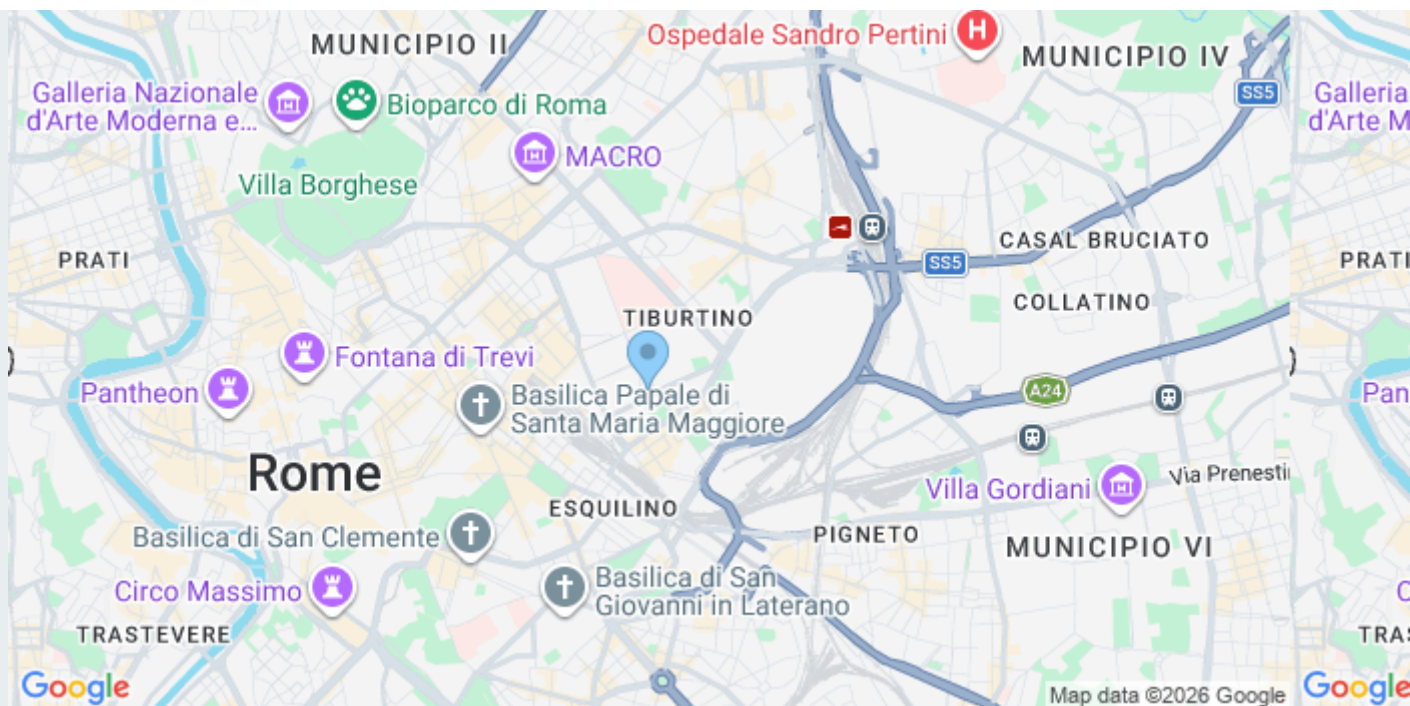 MUNICIPIO II
Ospedale Sandro Pertini
H
MUNICIPIO IV
SS5
Galleria Nazionale
d'Arte Moderna e...
Bioparco di Roma
MACRO
Villa Borghese
PRATI
CASAL BRUCIATO
SS5
COLLATINO
TIBURTINO
Fontana di Trevi
Pantheon
Basilica Papale di
Santa Maria Maggiore
A24
Rome
Villa Gordiani
Via Prenestin
ESQUILINO
PIGNETO
MUNICIPIO VI
Basilica di San Clemente
Circo Massimo
Basilica di San
Giovanni in Laterano
TRASTEVERE
Google
Map data ©2026 Google
Galleria
d'Arte M
PRATI
Pan
C
TRAS
Google